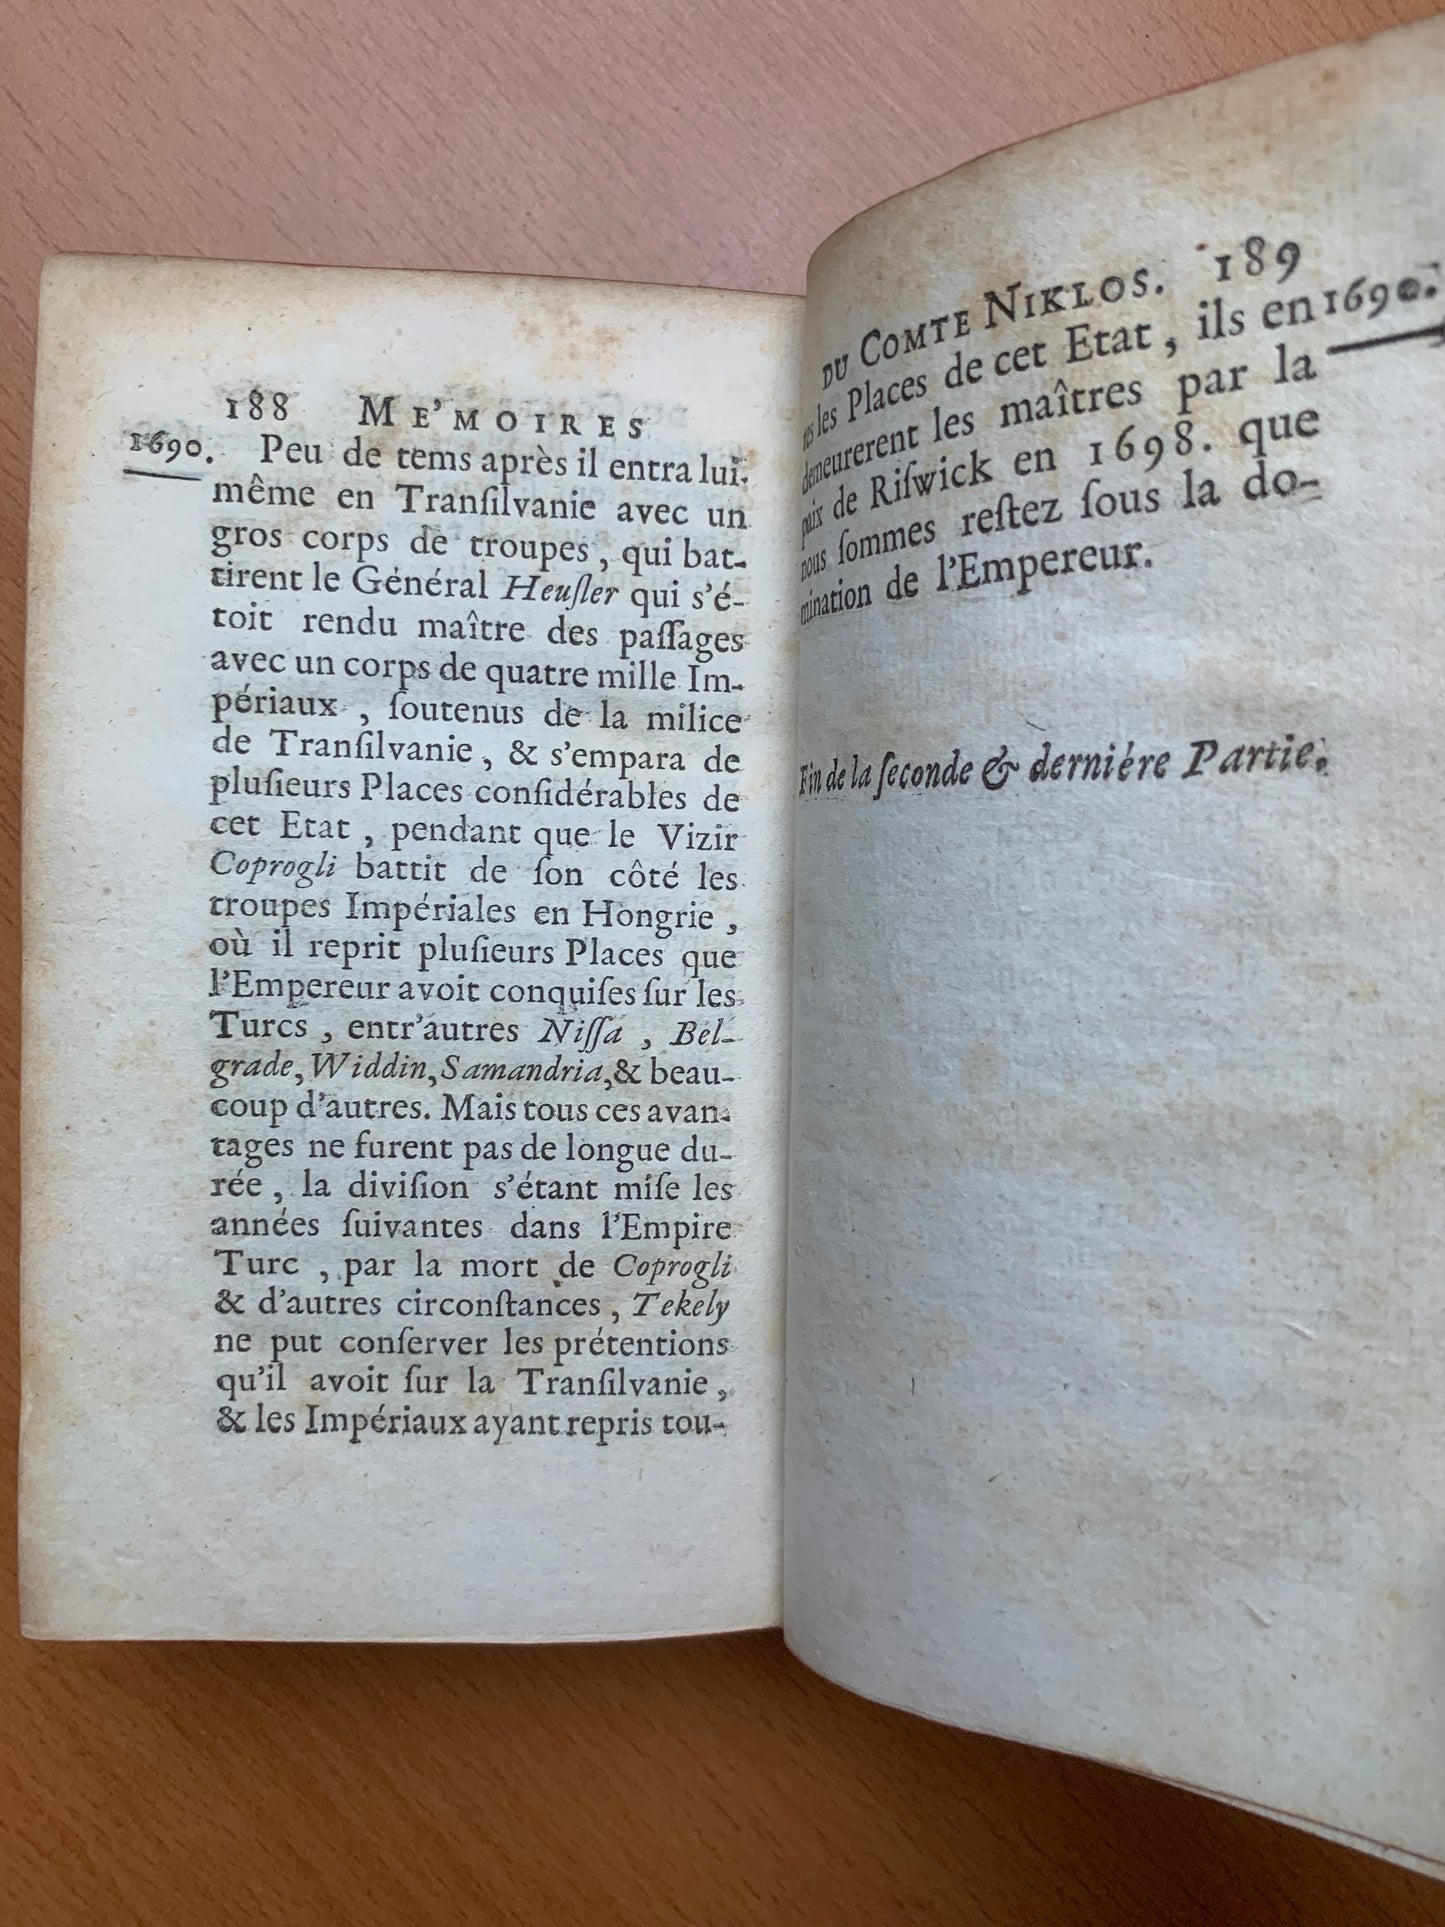 188 ME'MOIRES
1690. Peu de tems après il entra lui-
même en Tranſilvanie avec un
gros corps de troupes, qui bat-
tirent le Général Heuſler qui s'é-
toit rendu maître des paſſages
avec un corps de quatre mille Im-
périaux, ſoutenus de la milice
de Tranſilvanie, & s'empara de
pluſieurs Places conſidérables de
cet Etat, pendant que le Vizir
Coprogli battit de ſon côté les
troupes Impériales en Hongrie,
où il reprit pluſieurs Places que
l'Empereur avoit conquiſes ſur les
Turcs, entr'autres Niſſa, Bel-
grade, Widdin, Samandria, & beau-
coup d'autres. Mais tous ces avan-
tages ne furent pas de longue du-
rée, la diviſion s'étant miſe les
années ſuivantes dans l'Empire
Turc, par la mort de Coprogli
& d'autres circonſtances, Tekely
ne put conſerver les prétentions
qu'il avoit ſur la Tranſilvanie,
& les Impériaux ayant repris tou-
DU COMTE NIKLOS. 189
tes les Places de cet Etat, ils en 1690.
demeurerent les maîtres par la
paix de Riſwick en 1698. que
nous ſommes reſtez ſous la do-
mination de l'Empereur.
Fin de la ſeconde & derniére Partie.